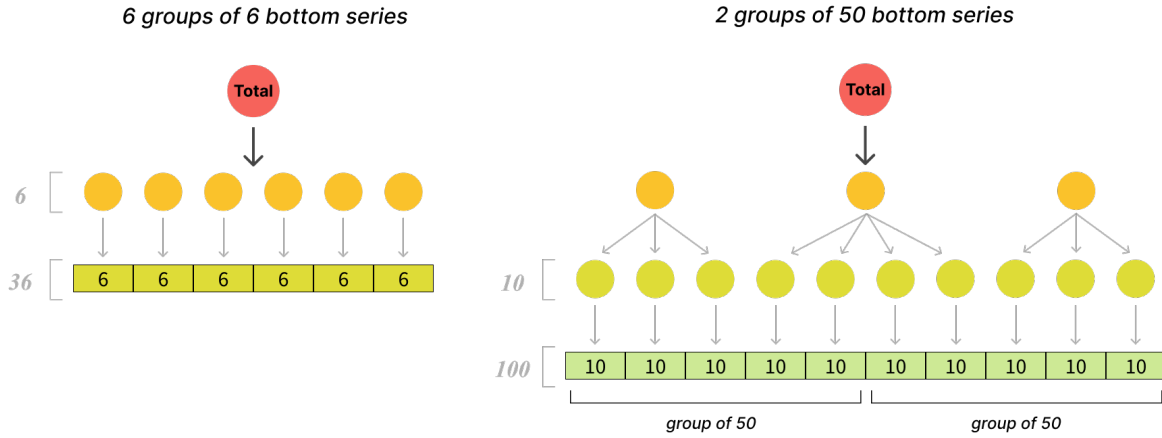 6 groups of 6 bottom series
2 groups of 50 bottom series
Total
Total
6
36
6 6 6 6 6 6
10
100
10 10 10 10 10 10 10 10 10 10
group of 50
group of 50